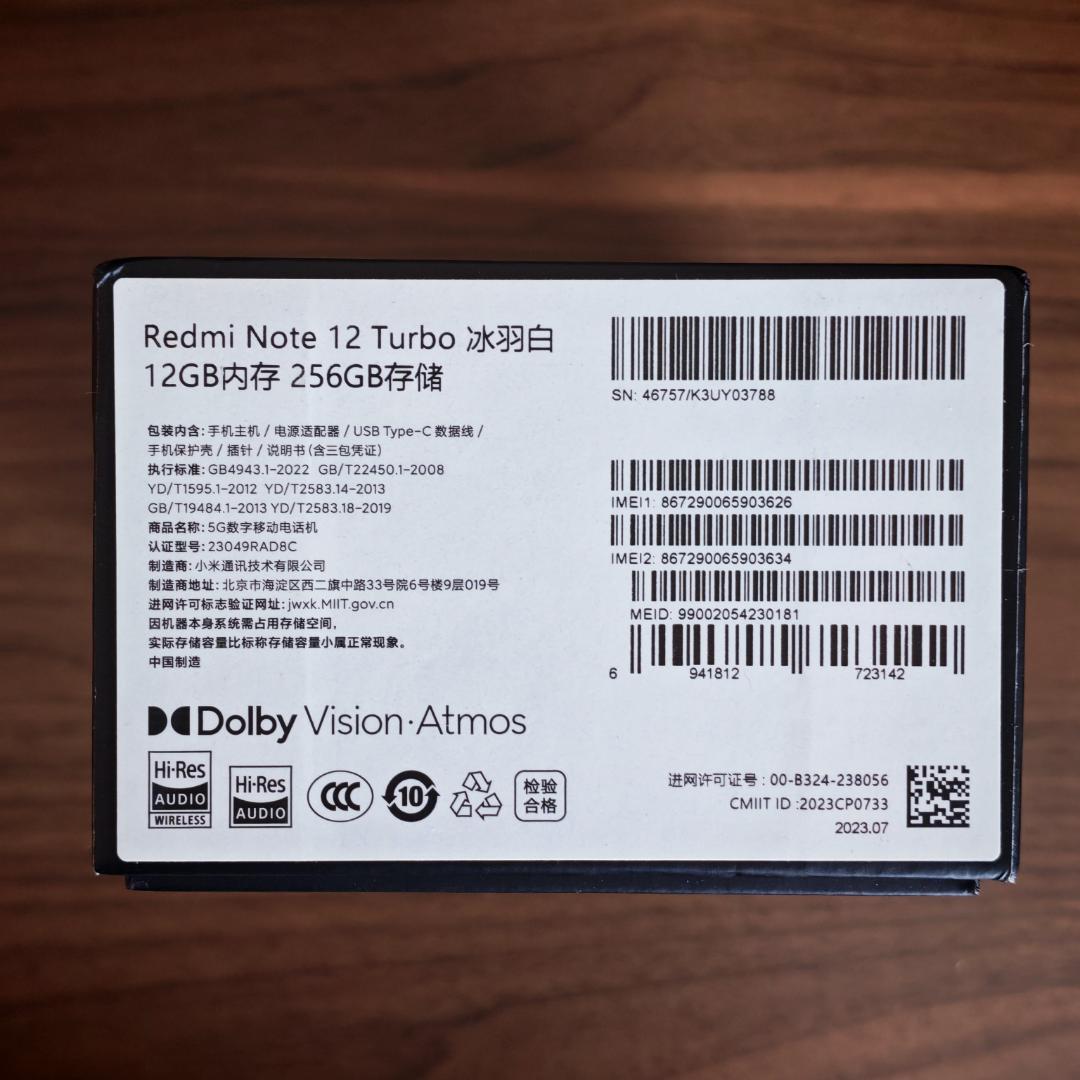 Redmi Note 12 Turbo 冰羽白
12GB内存 256GB存储
包装内含:手机主机 / 电源适配器 / USB Type-C 数据线 /
手机保护壳 / 插针 / 说明书(含三包凭证)
执行标准:GB4943.1-2022 GB/T22450.1-2008
YD/T1595.1-2012 YD/T2583.14-2013
GB/T19484.1-2013 YD/T2583.18-2019
商品名称:5G数字移动电话机
认证型号:23049RAD8C
制造商:小米通讯技术有限公司
制造商地址:北京市海淀区西二旗中路33号院6号楼9层019号
进网许可标志验证网址:jwxk.MIIT.gov.cn
因机器本身系统需占用存储空间,
实际存储容量比标称存储容量小属正常现象。
中国制造
Dolby Vision·Atmos
Hi·Res
AUDIO
WIRELESS
Hi·Res
AUDIO
CCC
10
检验
合格
SN: 46757/K3UY03788
IMEI1: 867290065903626
IMEI2: 867290065903634
MEID: 99002054230181
6 941812 723142
进网许可证号 : 00-B324-238056
CMIIT ID :2023CP0733
2023.07